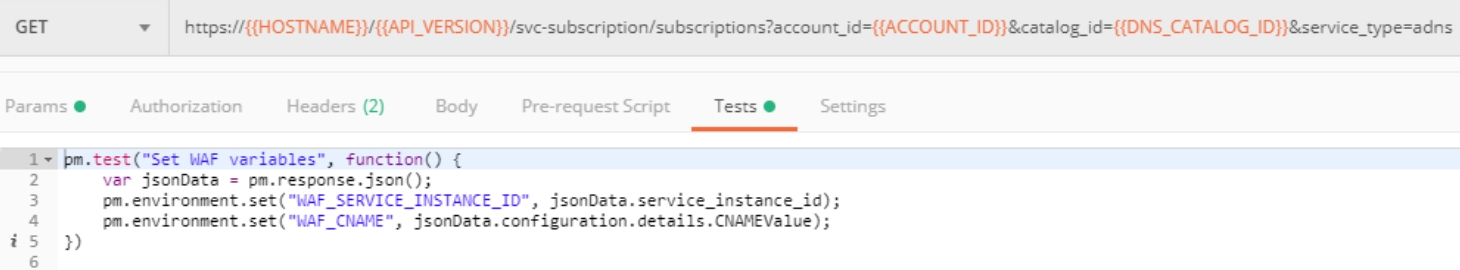 GET https://{{HOSTNAME}}/{{API_VERSION}}/svc-subscription/subscriptions?account_id={{ACCOUNT_ID}}&catalog_id={{DNS_CATALOG_ID}}&service_type=adns
Params Authorization Headers (2) Body Pre-request Script Tests Settings
1 pm.test("Set WAF variables", function() {
2 var jsonData = pm.response.json();
3 pm.environment.set("WAF_SERVICE_INSTANCE_ID", jsonData.service_instance_id);
4 pm.environment.set("WAF_CNAME", jsonData.configuration.details.CNAMEValue);
i 5 })
6